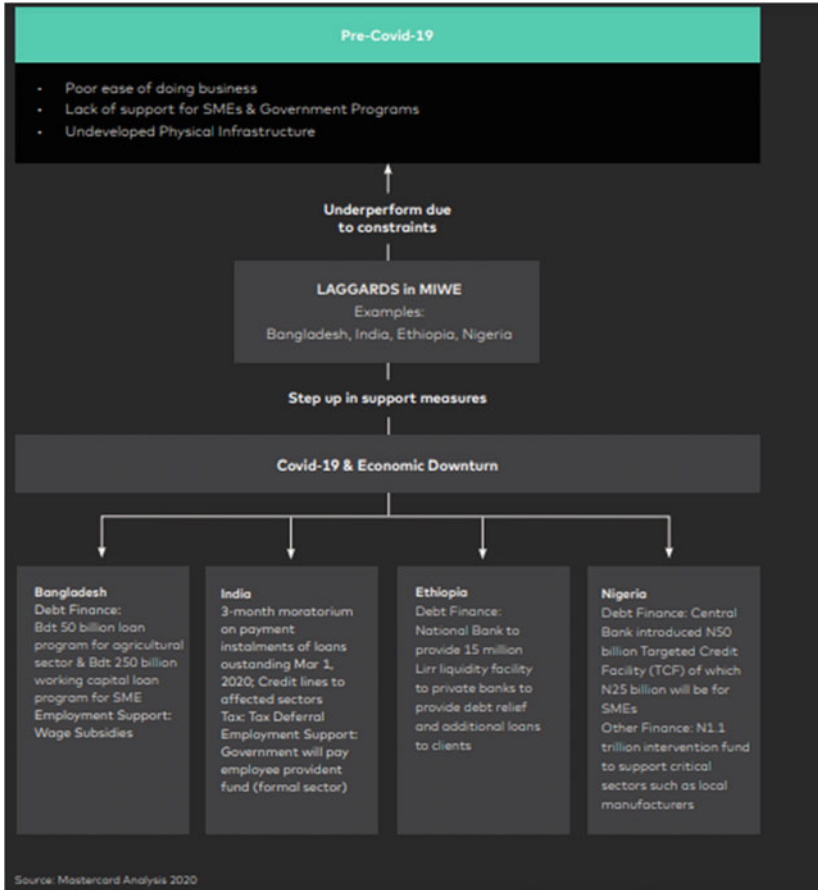 Pre-Covid-19
• Poor ease of doing business
• Lack of support for SMEs & Government Programs
• Undeveloped Physical Infrastructure
Underperform due
to constraints
LAGGARDS in MIWE
Examples:
Bangladesh, India, Ethiopia, Nigeria
Step up in support measures
Covid-19 & Economic Downturn
Bangladesh
Debt Finance:
Bdt 50 billion loan
program for agricultural
sector & Bdt 250 billion
working capital loan
program for SME
Employment Support:
Wage Subsidies
India
3-month moratorium
on payment
instalments of loans
oustanding Mar 1,
2020; Credit lines to
affected sectors
Tax: Tax Deferral
Employment Support:
Government will pay
employee provident
fund (formal sector)
Ethiopia
Debt Finance:
National Bank to
provide 15 million
Lirr liquidity facility
to private banks to
provide debt relief
and additional loans
to clients
Nigeria
Debt Finance: Central
Bank introduced N50
billion Targeted Credit
Facility (TCF) of which
N25 billion will be for
SMEs
Other Finance: N1.1
trillion intervention fund
to support critical
sectors such as local
manufacturers
Source: Mastercard Analysis 2020